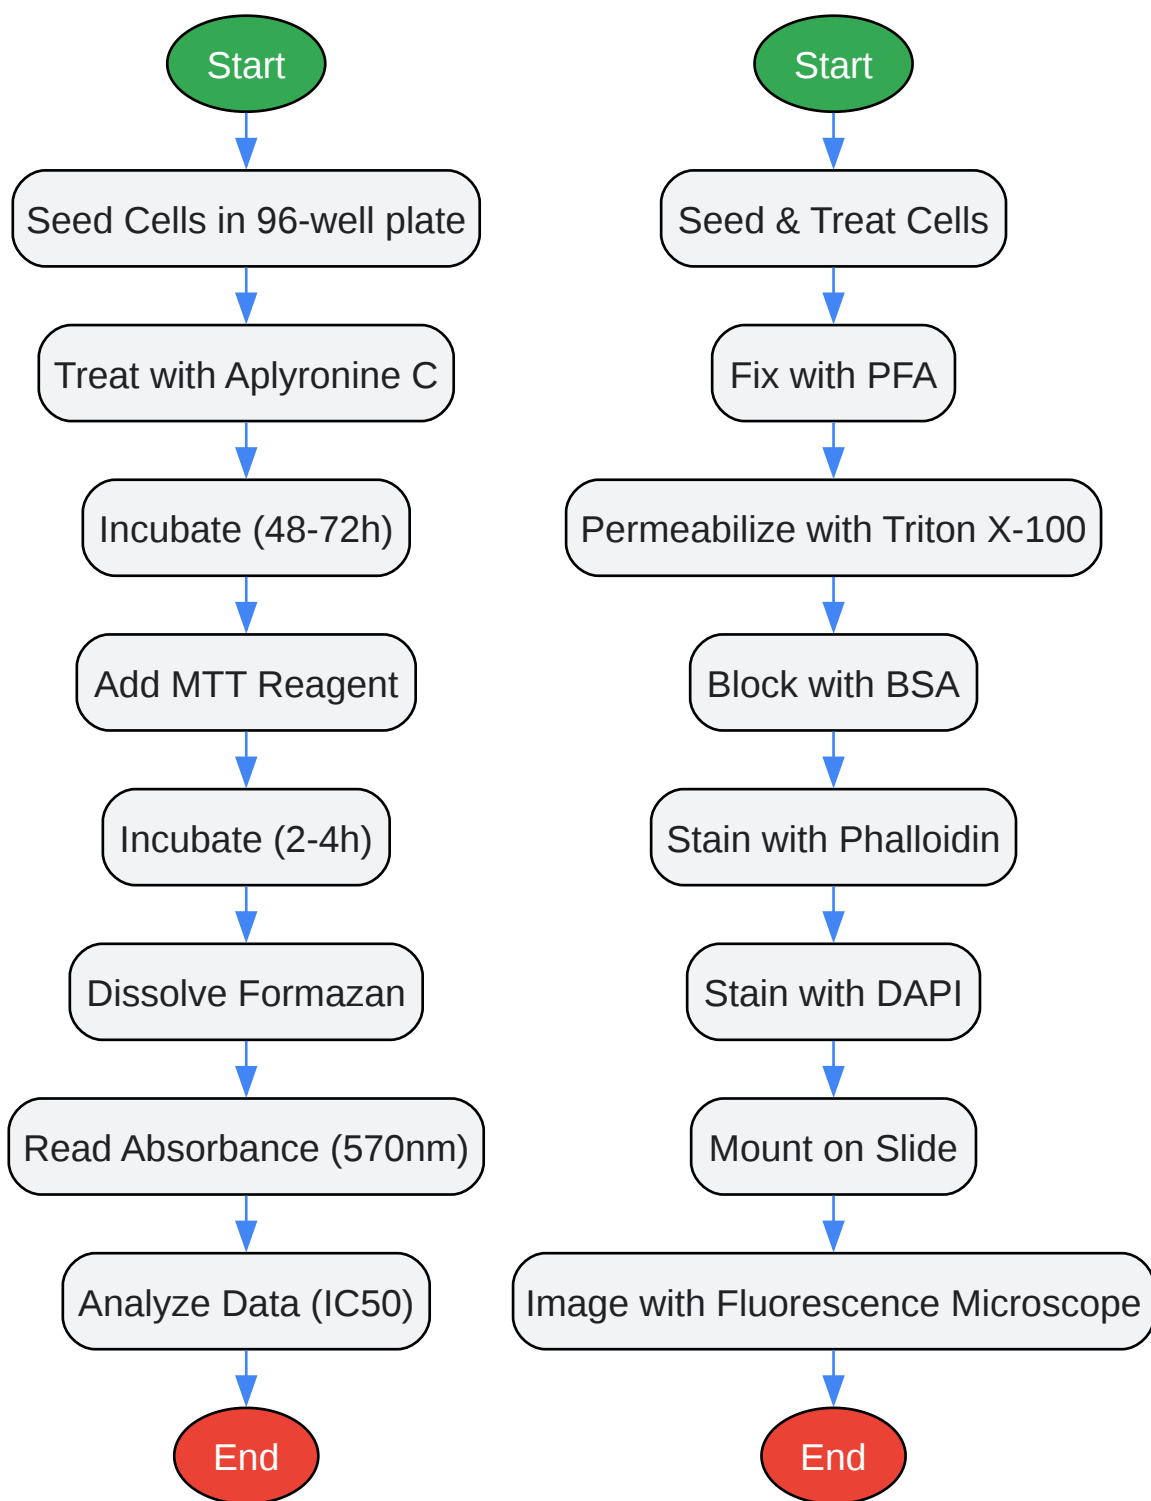 Start
Seed Cells in 96-well plate
Treat with Aplyronine C
Incubate (48-72h)
Add MTT Reagent
Incubate (2-4h)
Dissolve Formazan
Read Absorbance (570nm)
Analyze Data (IC50)
End
Start
Seed & Treat Cells
Fix with PFA
Permeabilize with Triton X-100
Block with BSA
Stain with Phalloidin
Stain with DAPI
Mount on Slide
Image with Fluorescence Microscope
End